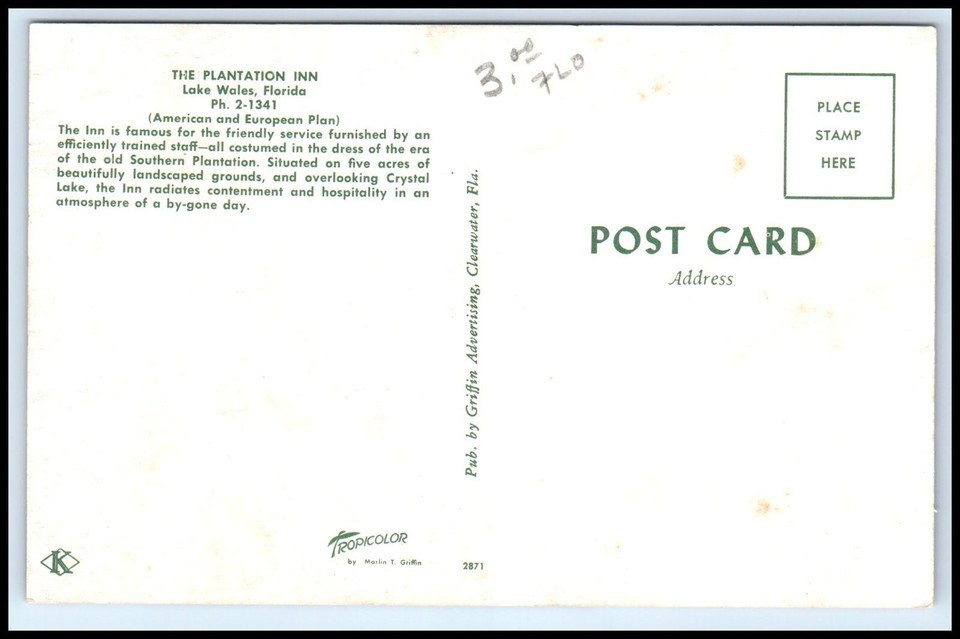 THE PLANTATION INN
Lake Wales, Florida
Ph. 2-1341
(American and European Plan)
The Inn is famous for the friendly service furnished by an
efficiently trained staff—all costumed in the dress of the era
of the old Southern Plantation. Situated on five acres of
beautifully landscaped grounds, and overlooking Crystal
Lake, the Inn radiates contentment and hospitality in an
atmosphere of a by-gone day.
K
TROPICOLOR
by Marlin T. Griffin
2871
Pub. by Griffin Advertising, Clearwater, Fla.
3.00
7LO
PLACE
STAMP
HERE
POST CARD
Address